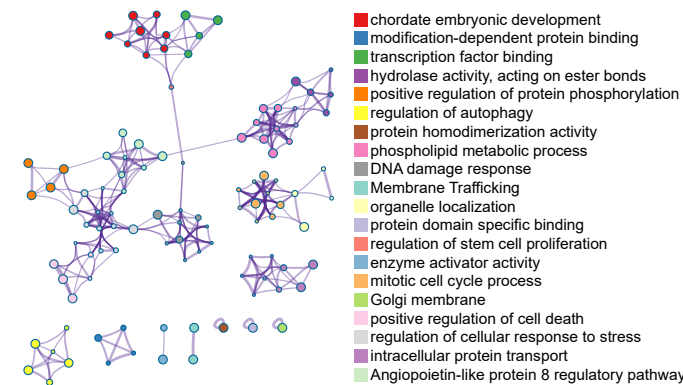 chordate embryonic development
modification-dependent protein binding
transcription factor binding
hydrolase activity, acting on ester bonds
positive regulation of protein phosphorylation
regulation of autophagy
protein homodimerization activity
phospholipid metabolic process
DNA damage response
Membrane Trafficking
organelle localization
protein domain specific binding
regulation of stem cell proliferation
enzyme activator activity
mitotic cell cycle process
Golgi membrane
positive regulation of cell death
regulation of cellular response to stress
intracellular protein transport
Angiopoietin-like protein 8 regulatory pathway